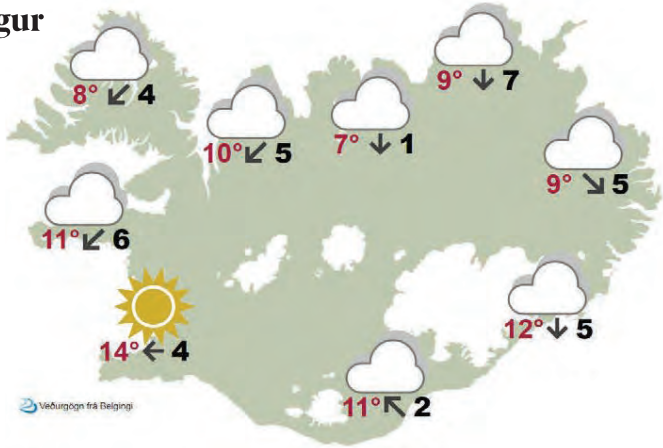 gur
8° ↙ 4
9° ↓ 7
10° ↙ 5
7° ↓ 1
9° ↘ 5
11° ↙ 6
12° ↓ 5
14° ← 4
11° ↖ 2
Veðurgögn frá Belgingi